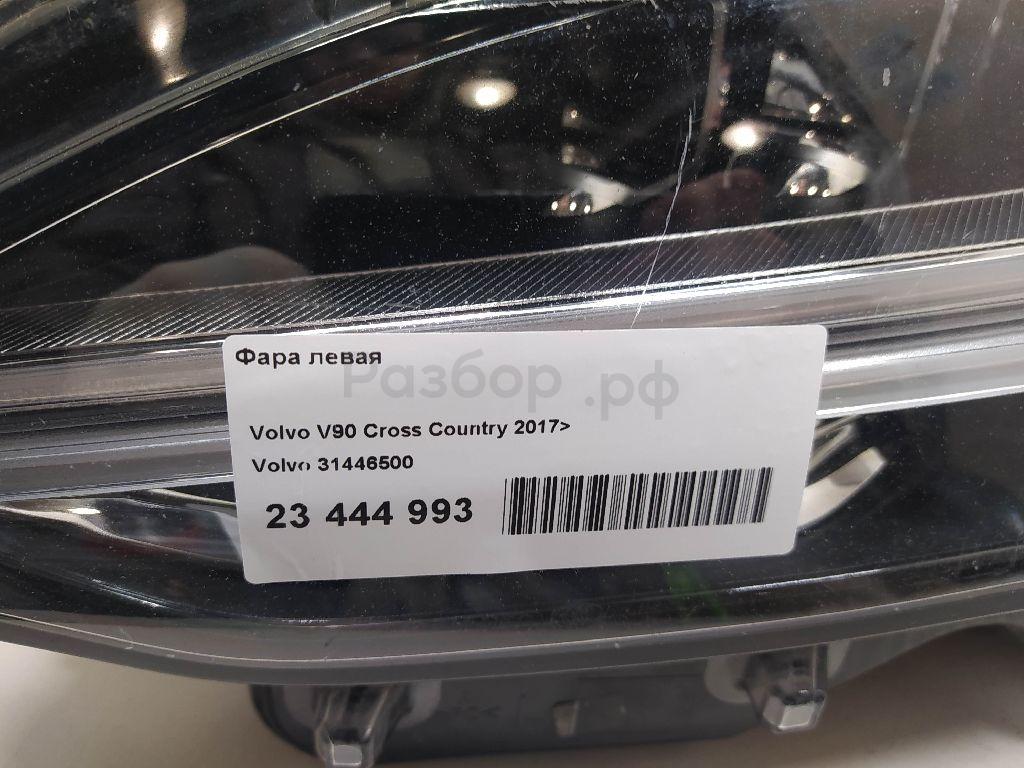 Фара левая
Разбор.рф
Volvo V90 Cross Country 2017>
Volvo 31446500
23 444 993